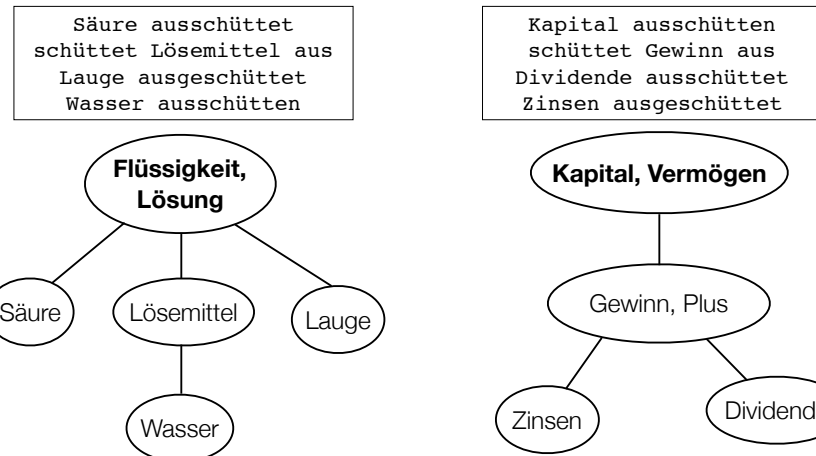 Säure ausschüttet
schüttet Lösemittel aus
Lauge ausgeschüttet
Wasser ausschütten
Flüssigkeit,
Lösung
Säure
Lösemittel
Lauge
Wasser
Kapital ausschütten
schüttet Gewinn aus
Dividende ausschüttet
Zinsen ausgeschüttet
Kapital, Vermögen
Gewinn, Plus
Zinsen
Dividend